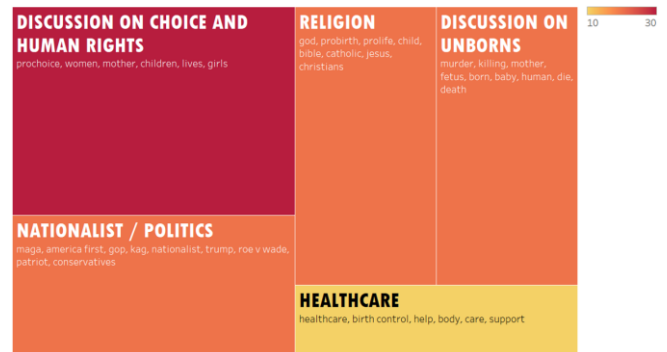 DISCUSSION ON CHOICE AND
HUMAN RIGHTS
prochoice, women, mother, children, lives, girls
RELIGION
god, probirth, prolife, child,
bible, catholic, jesus,
christians
DISCUSSION ON
UNBORNS
murder, killing, mother,
fetus, born, baby, human, die,
death
10 30
NATIONALIST / POLITICS
maga, america first, gop, kag, nationalist, trump, roe v wade,
patriot, conservatives
HEALTHCARE
healthcare, birth control, help, body, care, support